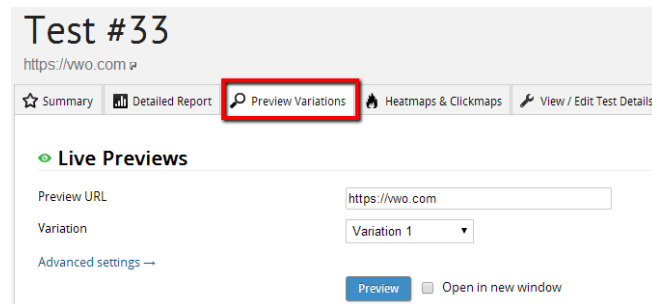 Test #33
https://vwo.com
Summary Detailed Report Preview Variations Heatmaps & Clickmaps View / Edit Test Details
Live Previews
Preview URL https://vwo.com
Variation Variation 1
Advanced settings →
Preview Open in new window